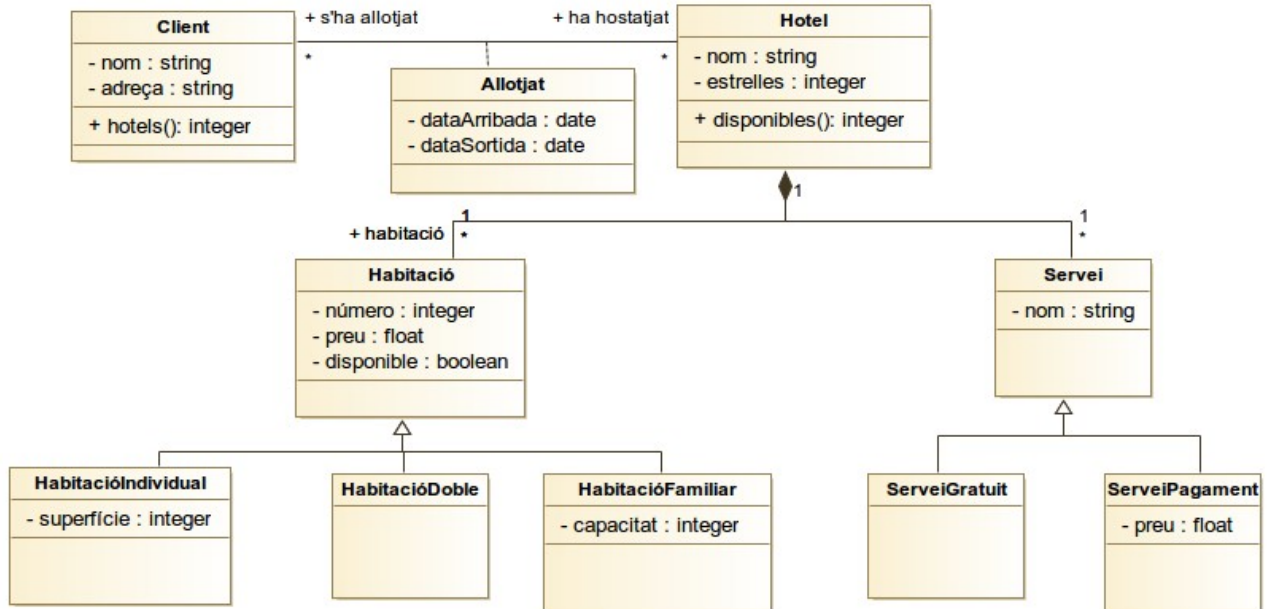 Client
- nom : string
- adreça : string
+ hotels(): integer
+ s'ha allotjat
*
+ ha hostatjat
*
Hotel
- nom : string
- estrelles : integer
+ disponibles(): integer
Allotjat
- dataArribada : date
- dataSortida : date
1
1
+ habitació
*
1
*
Habitació
- número : integer
- preu : float
- disponible : boolean
Servei
- nom : string
HabitacióIndividual
- superfície : integer
HabitacióDoble
HabitacióFamiliar
- capacitat : integer
ServeiGratuit
ServeiPagament
- preu : float